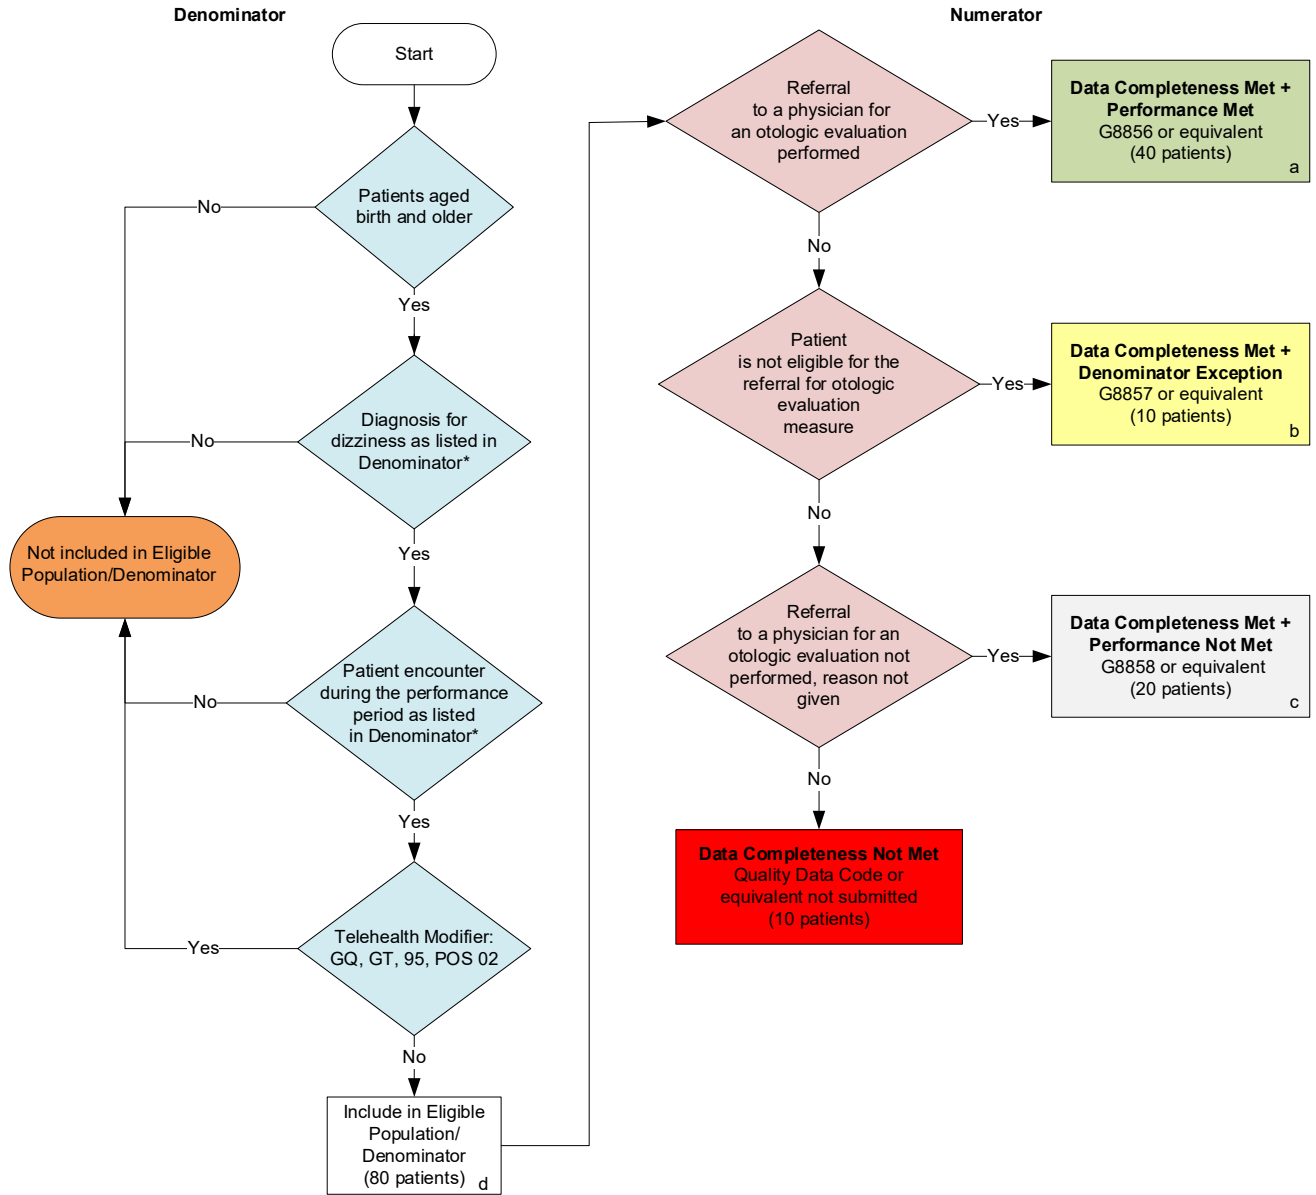 Denominator
Start
Patients aged
birth and older
No
Yes
Diagnosis for
dizziness as listed in
Denominator*
No
Not included in Eligible
Population/Denominator
Yes
Patient encounter
during the performance
period as listed
in Denominator*
No
Yes
Telehealth Modifier:
GQ, GT, 95, POS 02
Yes
No
Include in Eligible
Population/
Denominator
(80 patients)
d
Numerator
Referral
to a physician for
an otologic evaluation
performed
Yes
Data Completeness Met +
Performance Met
G8856 or equivalent
(40 patients)
a
No
Patient
is not eligible for the
referral for otologic
evaluation
measure
Yes
Data Completeness Met +
Denominator Exception
G8857 or equivalent
(10 patients)
b
No
Referral
to a physician for an
otologic evaluation not
performed, reason not
given
Yes
Data Completeness Met +
Performance Not Met
G8858 or equivalent
(20 patients)
c
No
Data Completeness Not Met
Quality Data Code or
equivalent not submitted
(10 patients)